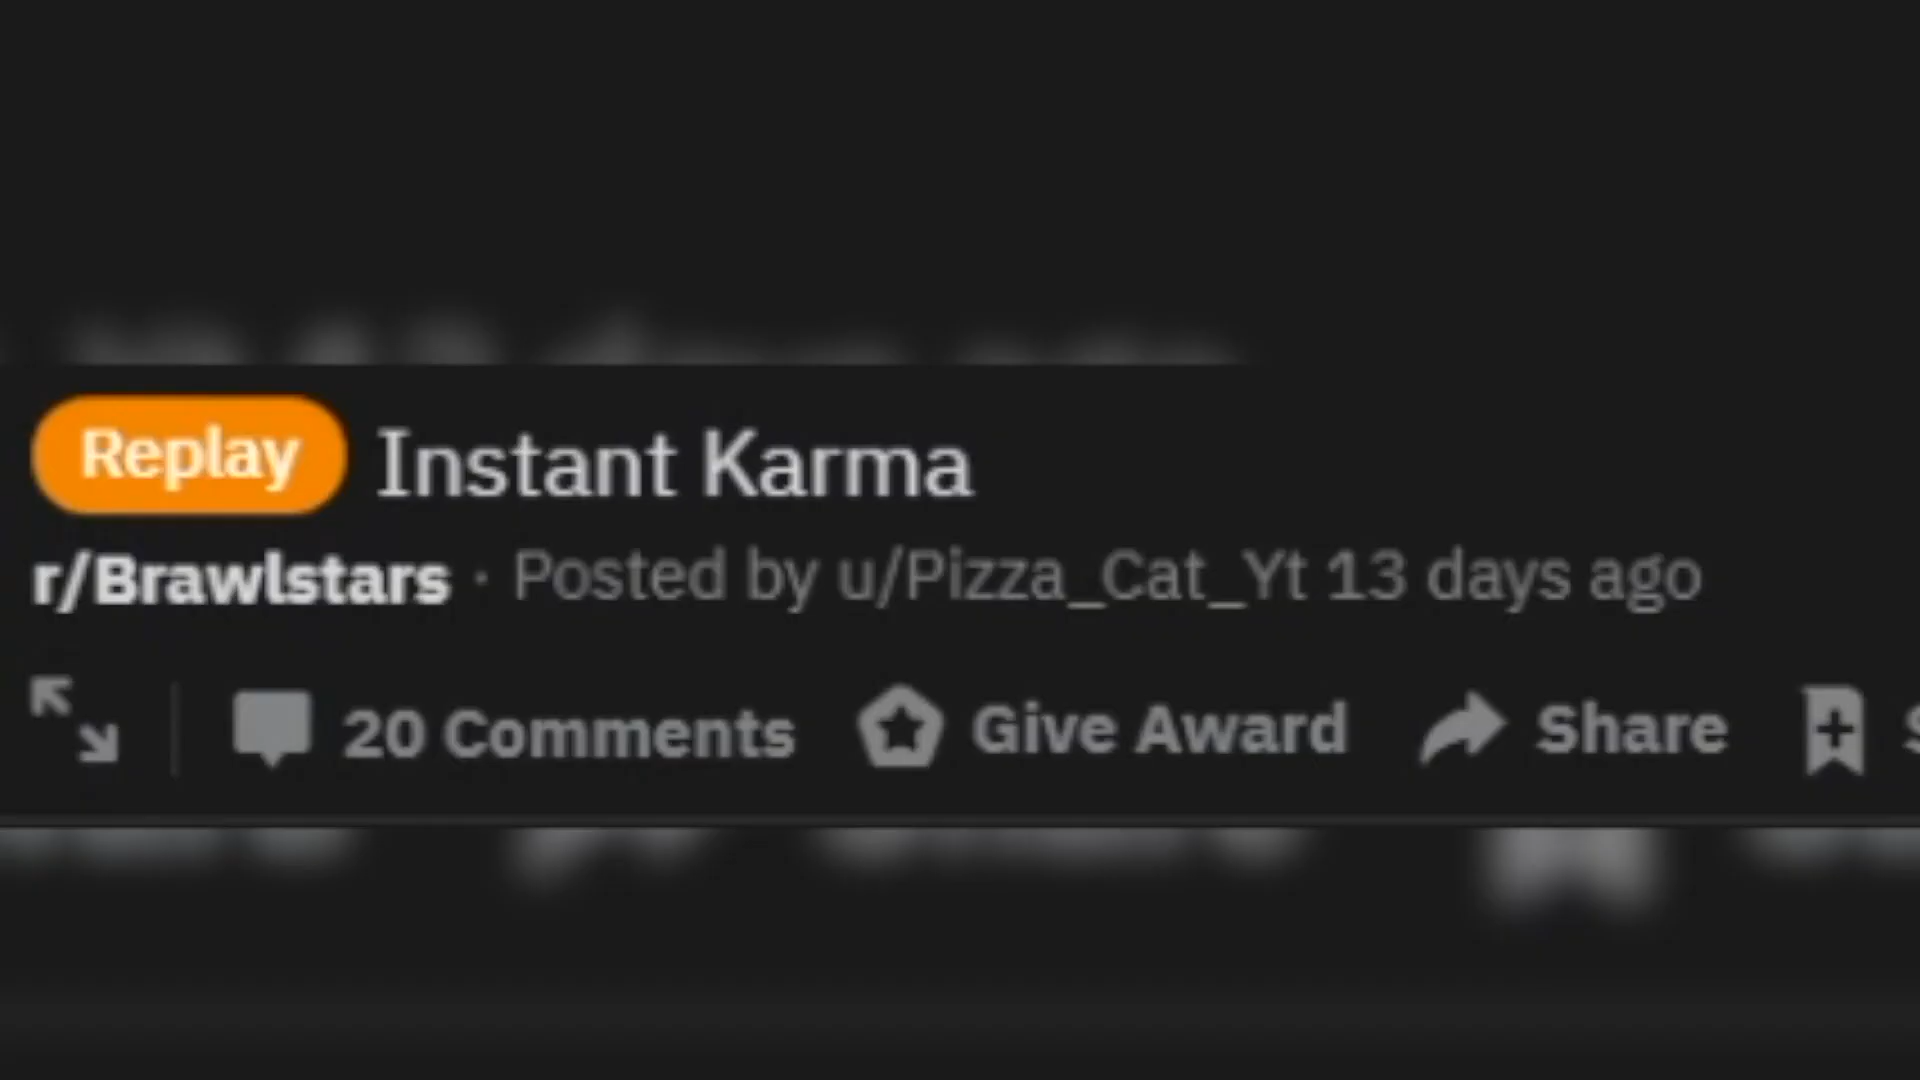 Replay Instant Karma
r/Brawlstars · Posted by u/Pizza_Cat_Yt 13 days ago
20 Comments Give Award Share